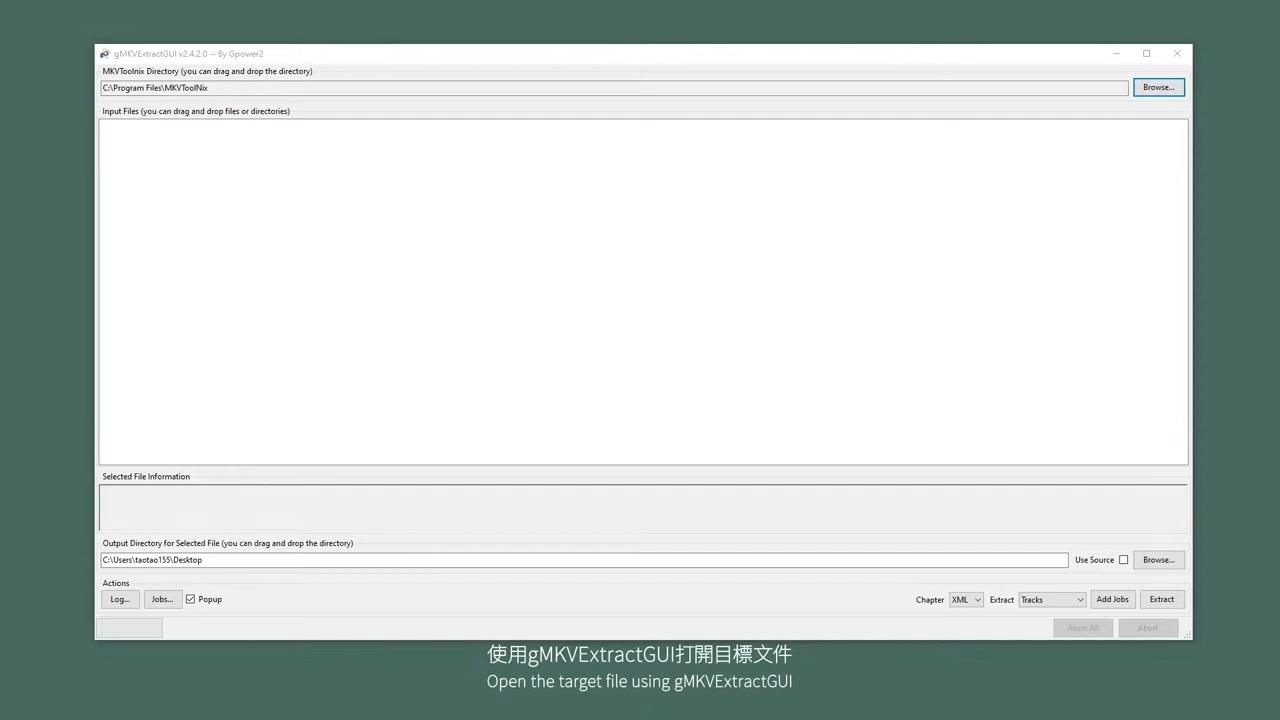 gMKVExtractGUI v2.4.2.0 -- By Gpower2
MKVToolnix Directory (you can drag and drop the directory)
C:\Program Files\MKVToolNix
Browse...
Input Files (you can drag and drop files or directories)
Selected File Information
Output Directory for Selected File (you can drag and drop the directory)
C:\Users\taotao155\Desktop
Use Source
Browse...
Actions
Log...
Jobs...
Popup
Chapter
XML
Extract
Tracks
Add Jobs
Extract
Abort All
Abort
使用gMKVExtractGUI打開目標文件
Open the target file using gMKVExtractGUI